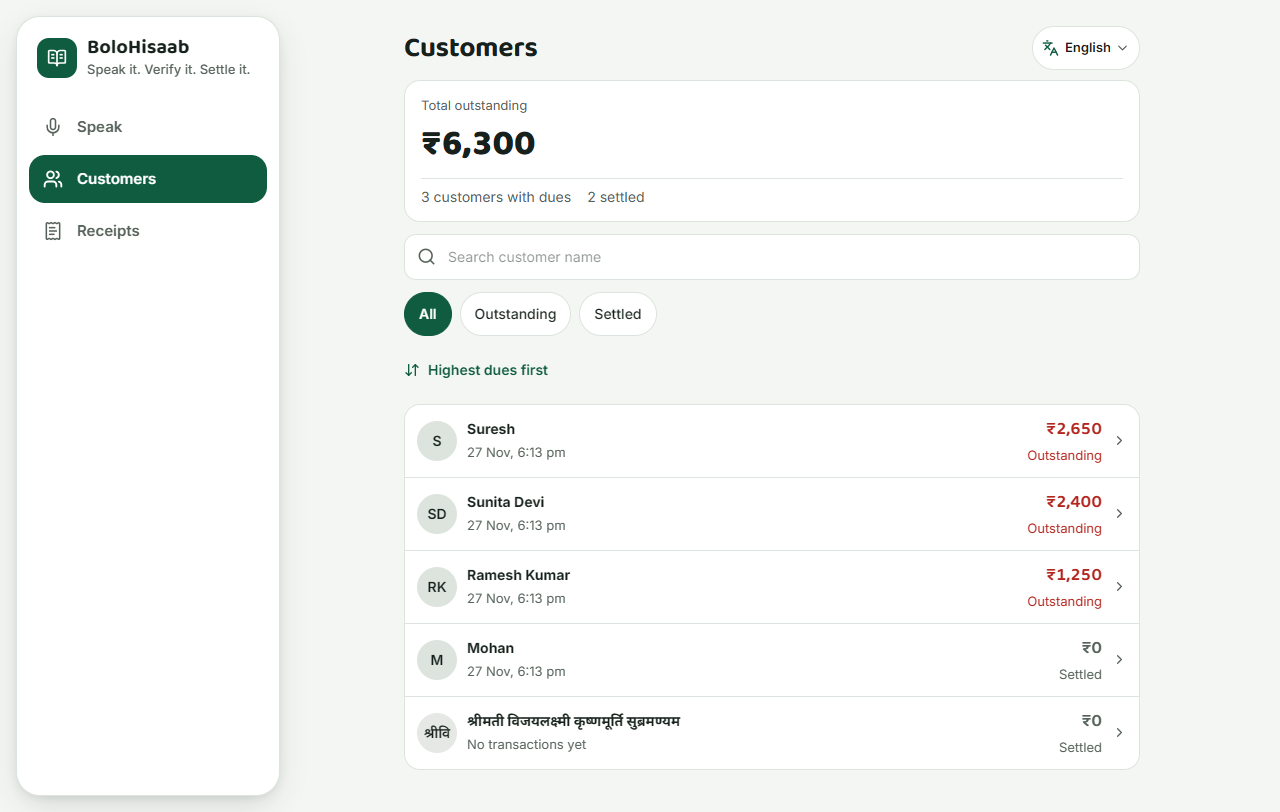 BoloHisaab
Speak it. Verify it. Settle it.
Speak
Customers
Receipts
Customers
English
Total outstanding
₹6,300
3 customers with dues 2 settled
Search customer name
All Outstanding Settled
Highest dues first
S
Suresh
27 Nov, 6:13 pm
₹2,650
Outstanding
SD
Sunita Devi
27 Nov, 6:13 pm
₹2,400
Outstanding
RK
Ramesh Kumar
27 Nov, 6:13 pm
₹1,250
Outstanding
M
Mohan
27 Nov, 6:13 pm
₹0
Settled
श्रीवि
श्रीमती विजयलक्ष्मी कृष्णमूर्ति सुब्रमण्यम
No transactions yet
₹0
Settled